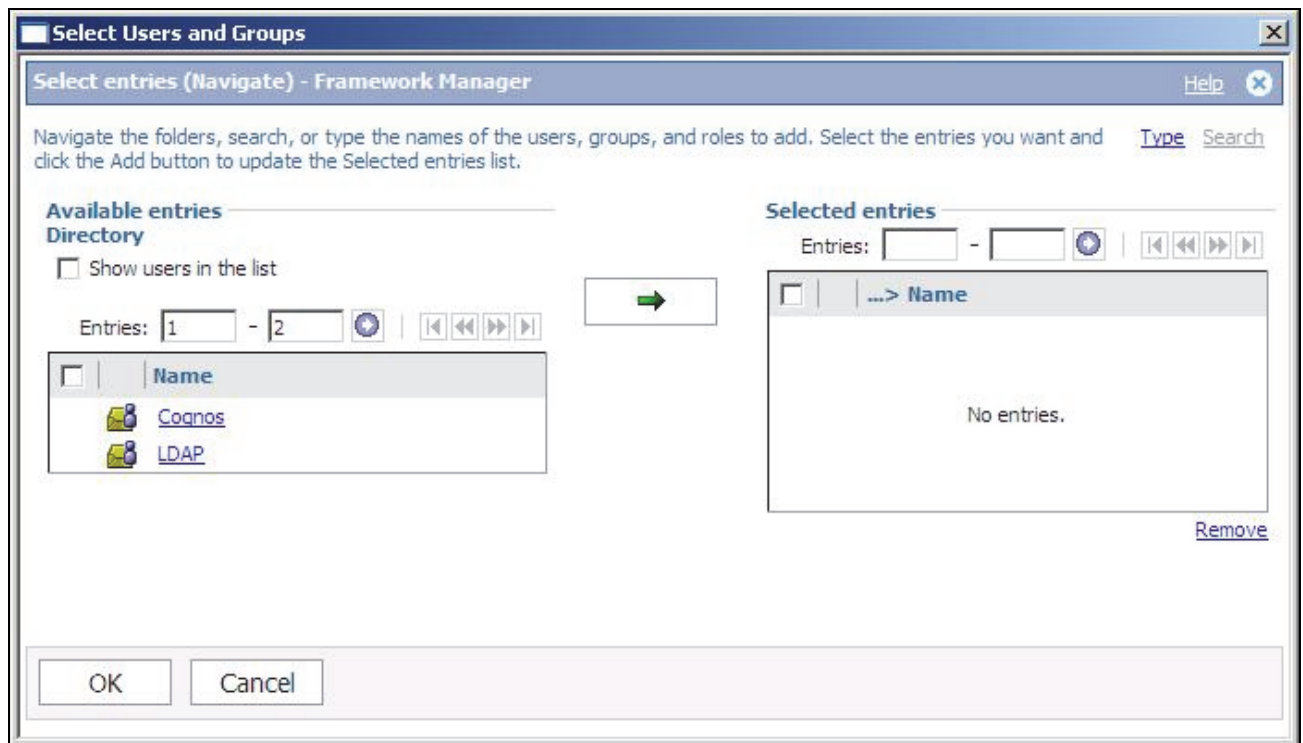 Select Users and Groups
Select entries (Navigate) - Framework Manager
Help
Navigate the folders, search, or type the names of the users, groups, and roles to add. Select the entries you want and
click the Add button to update the Selected entries list.
Type Search
Available entries
Directory
Show users in the list
Entries: 1 - 2
Name
Cognos
LDAP
Selected entries
Entries: -
...> Name
No entries.
Remove
OK Cancel